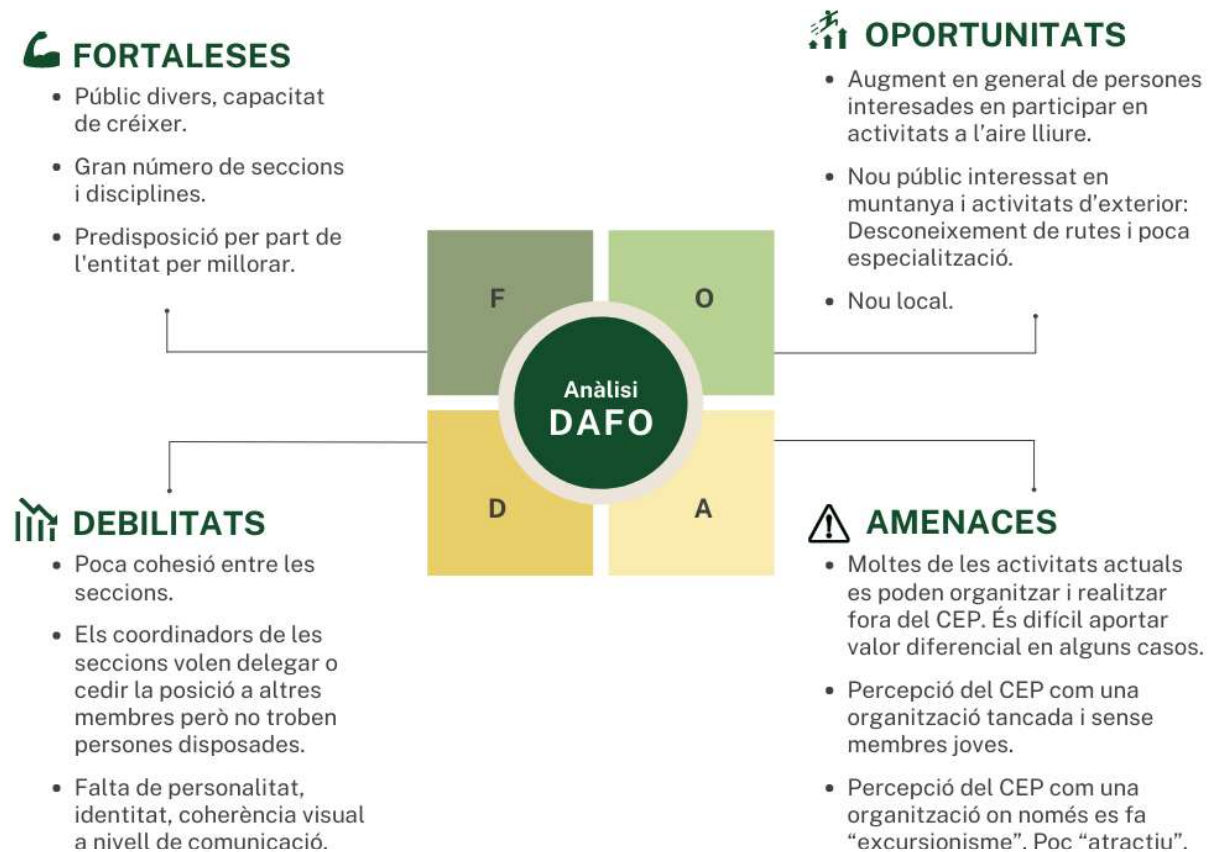 FORTALESES
• Públic divers, capacitat
de créixer.
• Gran número de seccions
i disciplines.
• Predisposició per part de
l'entitat per millorar.
OPORTUNITATS
• Augment en general de persones
interesades en participar en
activitats a l’aire lliure.
• Nou públic interessat en
muntanya i activitats d’exterior:
Desconeixement de rutes i poca
especialització.
• Nou local.
F
O
Anàlisi
DAFO
D
A
DEBILITATS
• Poca cohesió entre les
seccions.
• Els coordinadors de les
seccions volen delegar o
cedir la posició a altres
membres però no troben
persones disposades.
• Falta de personalitat,
identitat, coherència visual
a nivell de comunicació.
AMENACES
• Moltes de les activitats actuals
es poden organitzar i realitzar
fora del CEP. És difícil aportar
valor diferencial en alguns casos.
• Percepció del CEP com una
organització tancada i sense
membres joves.
• Percepció del CEP com una
organització on només es fa
“excursionisme”. Poc “atractiu”.